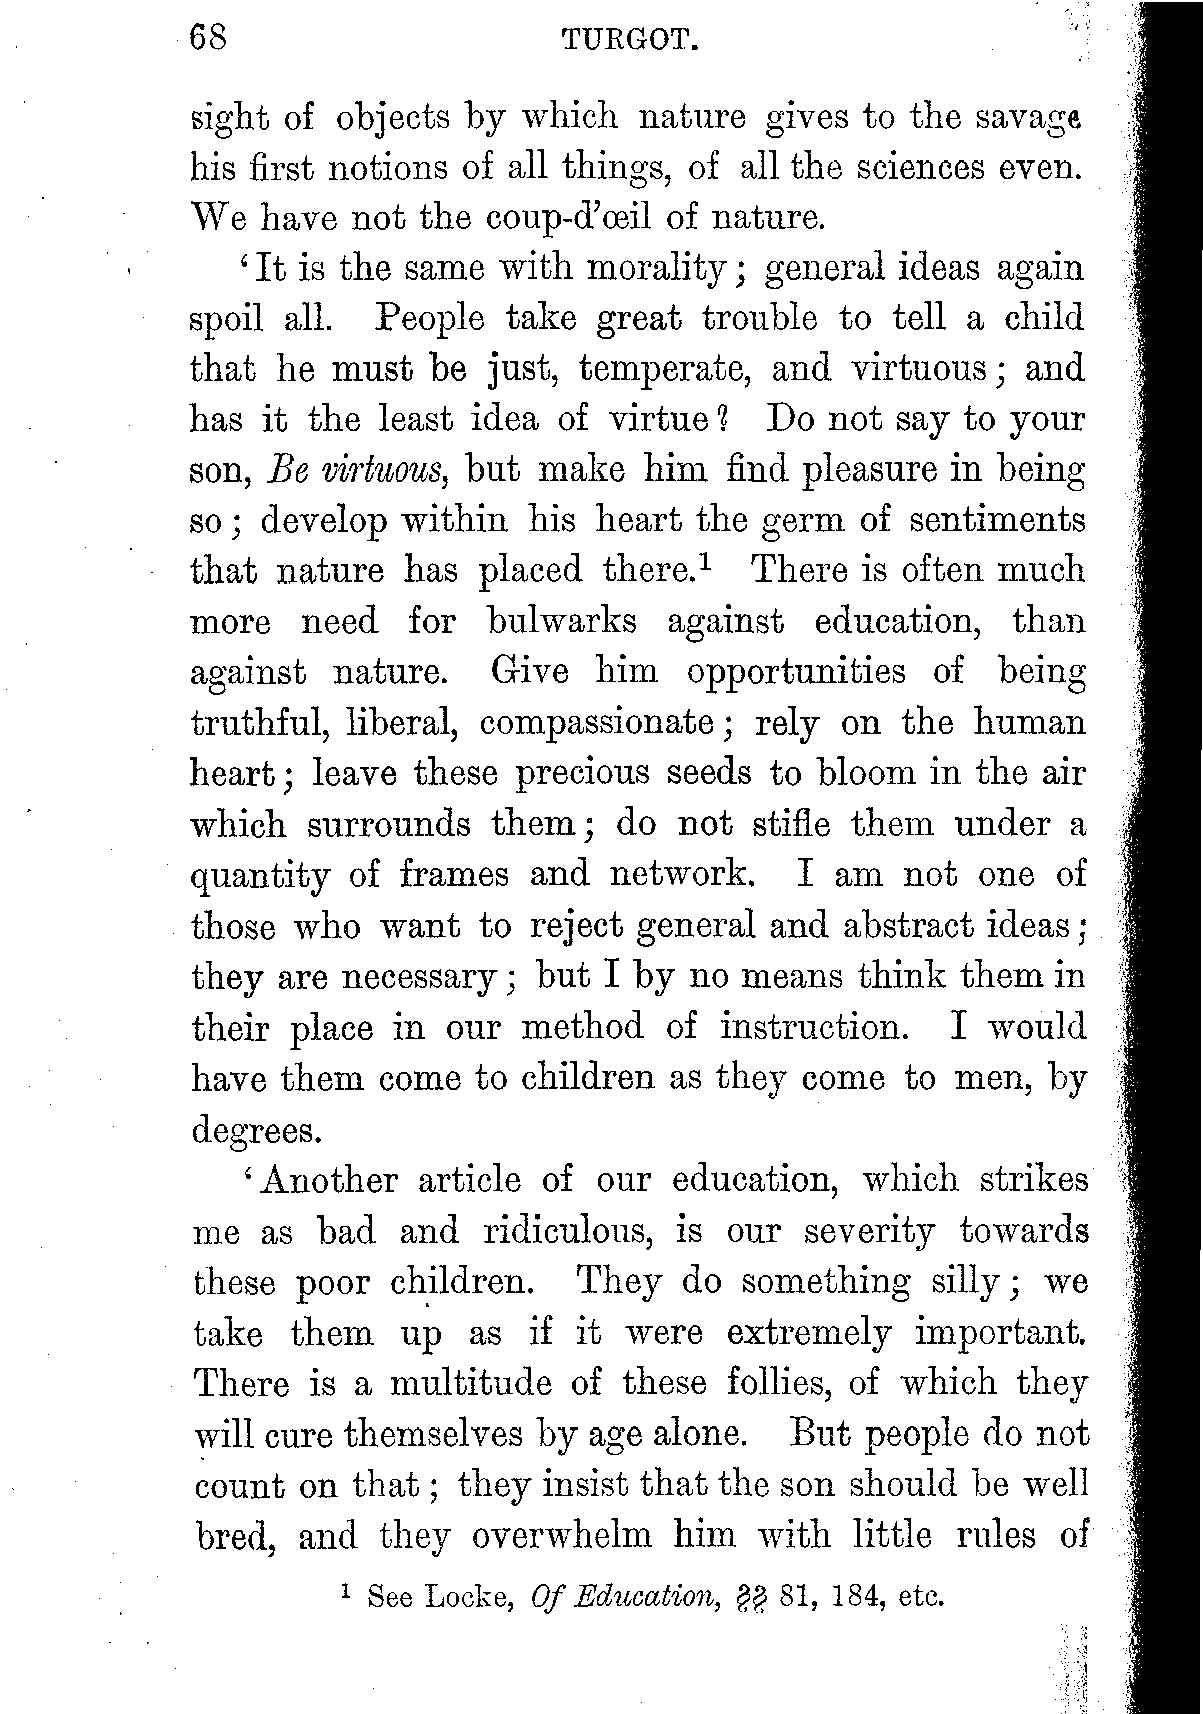 68 TURGOT.
sight of objects by which nature gives to the savage
his first notions of all things, of all the sciences even.
We have not the coup-d'œil of nature.
'It is the same with morality; general ideas again
spoil all. People take great trouble to tell a child
that he must be just, temperate, and virtuous; and
has it the least idea of virtue? Do not say to your
son, Be virtuous, but make him find pleasure in being
so; develop within his heart the germ of sentiments
that nature has placed there.¹ There is often much
more need for bulwarks against education, than
against nature. Give him opportunities of being
truthful, liberal, compassionate; rely on the human
heart; leave these precious seeds to bloom in the air
which surrounds them; do not stifle them under a
quantity of frames and network. I am not one of
those who want to reject general and abstract ideas;
they are necessary; but I by no means think them in
their place in our method of instruction. I would
have them come to children as they come to men, by
degrees.
'Another article of our education, which strikes
me as bad and ridiculous, is our severity towards
these poor children. They do something silly; we
take them up as if it were extremely important.
There is a multitude of these follies, of which they
will cure themselves by age alone. But people do not
count on that; they insist that the son should be well
bred, and they overwhelm him with little rules of
¹ See Locke, Of Education, §§ 81, 184, etc.